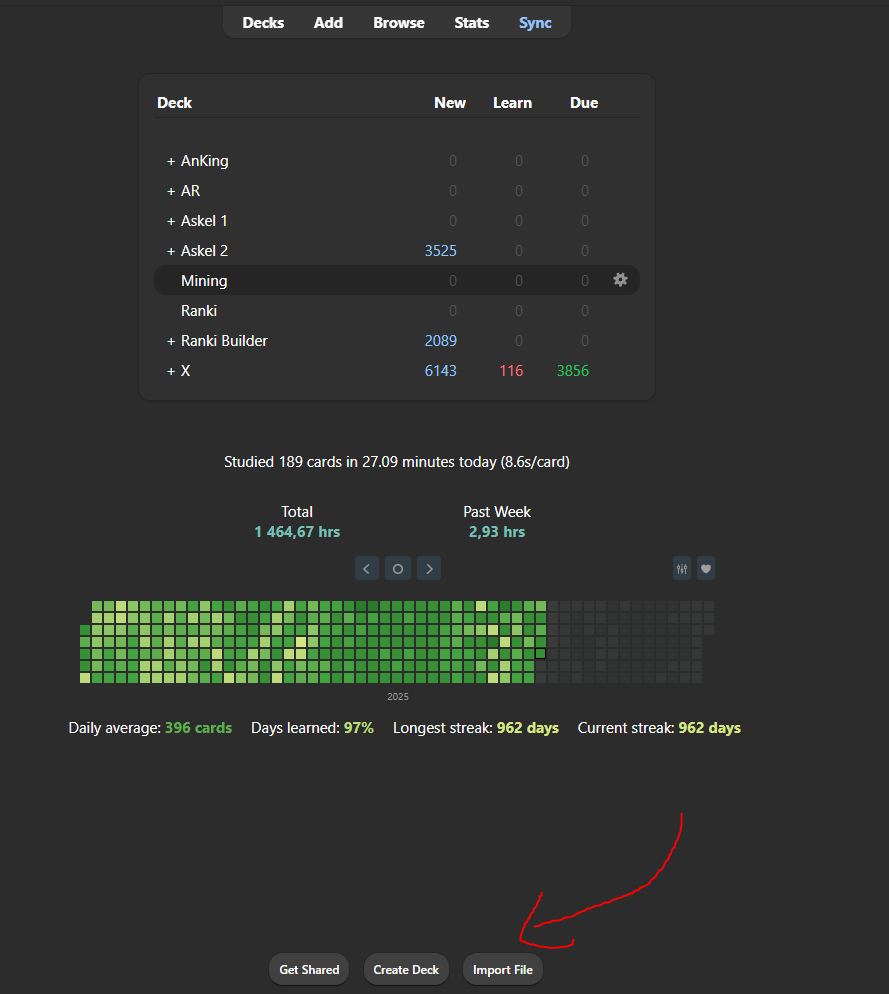 Decks Add Browse Stats Sync
Deck New Learn Due
+ AnKing 0 0 0
+ AR 0 0 0
+ Askel 1 0 0 0
+ Askel 2 3525 0 0
Mining 0 0 0
Ranki 0 0 0
+ Ranki Builder 2089 0 0
+ X 6143 116 3856
Studied 189 cards in 27.09 minutes today (8.6s/card)
Total Past Week
1 464,67 hrs 2,93 hrs
2025
Daily average: 396 cards Days learned: 97% Longest streak: 962 days Current streak: 962 days
Get Shared Create Deck Import File